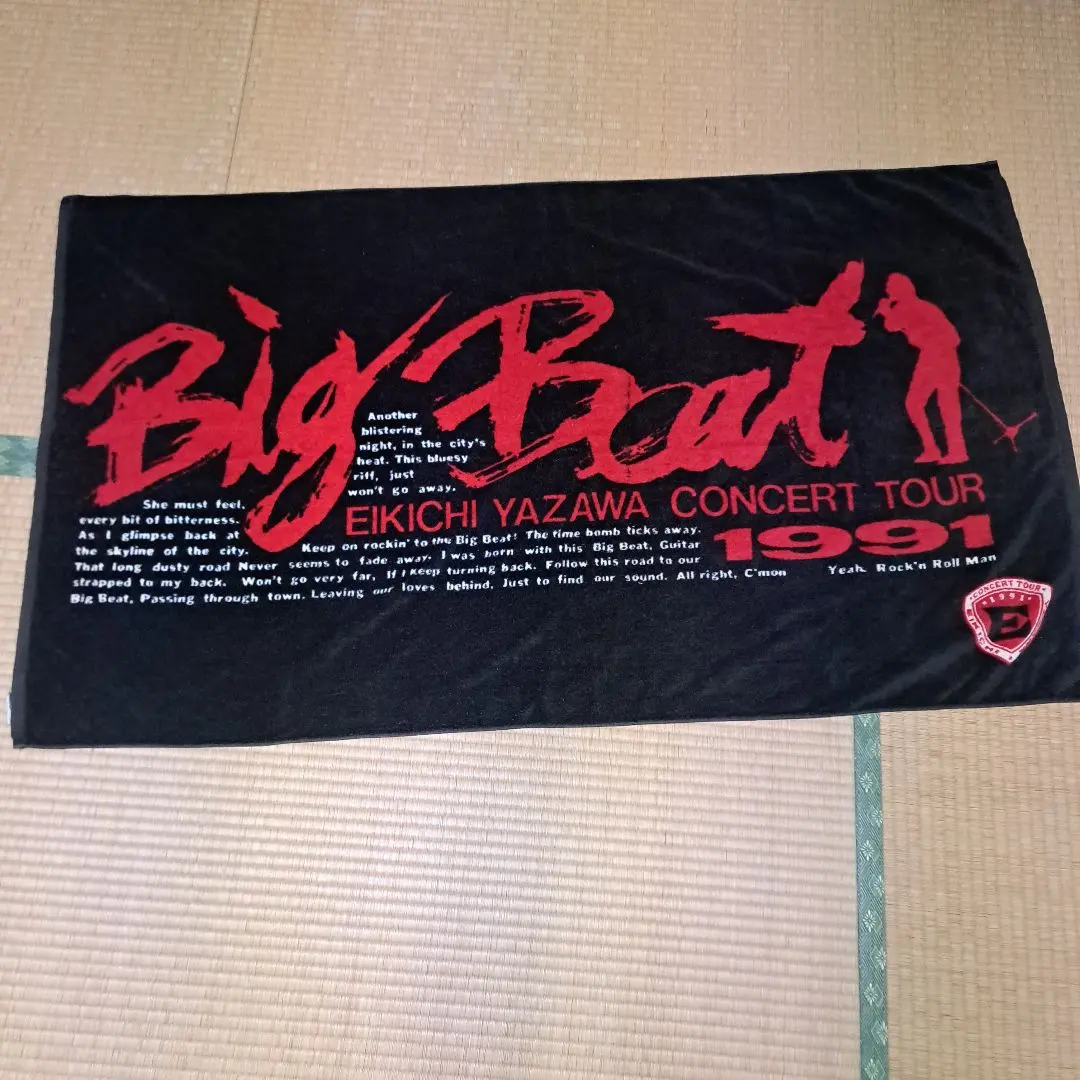 Big Beat
Another
blistering
night, in the city's
heat. This bluesy
riff, just
won't go away.
EIKICHI YAZAWA CONCERT TOUR
1991
She must feel,
every bit of bitterness.
As I glimpse back at
the skyline of the city.
Keep on rockin' to the Big Beat! The time bomb ticks away.
That long dusty road Never seems to fade away. I was born with this Big Beat, Guitar
strapped to my back. Won't go very far, If I keep turning back. Follow this road to our
Big Beat, Passing through town. Leaving our loves behind, Just to find our sound. All right, C'mon
Yeah. Rock'n Roll Man
CONCERT TOUR
1991
E